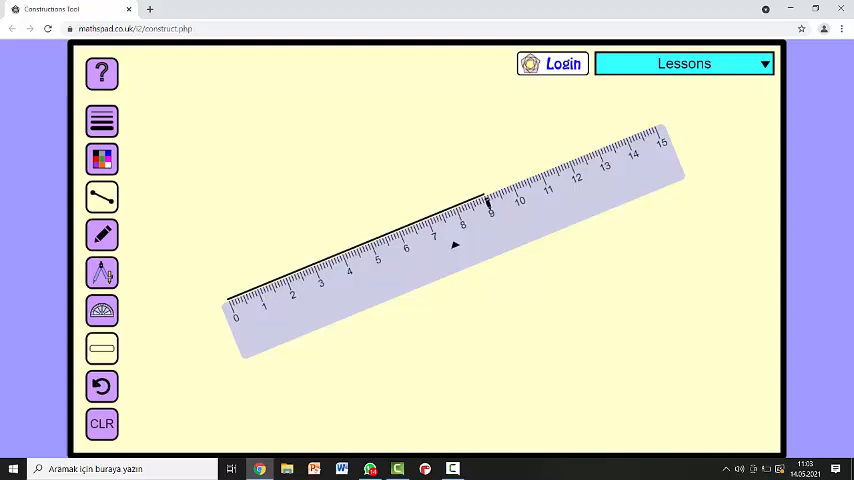 Constructions Tool
mathspad.co.uk/i2/construct.php
Login
Lessons
?
CLR
0 1 2 3 4 5 6 7 8 9 10 11 12 13 14 15
Aramak için buraya yazın
11:03
14.05.2021